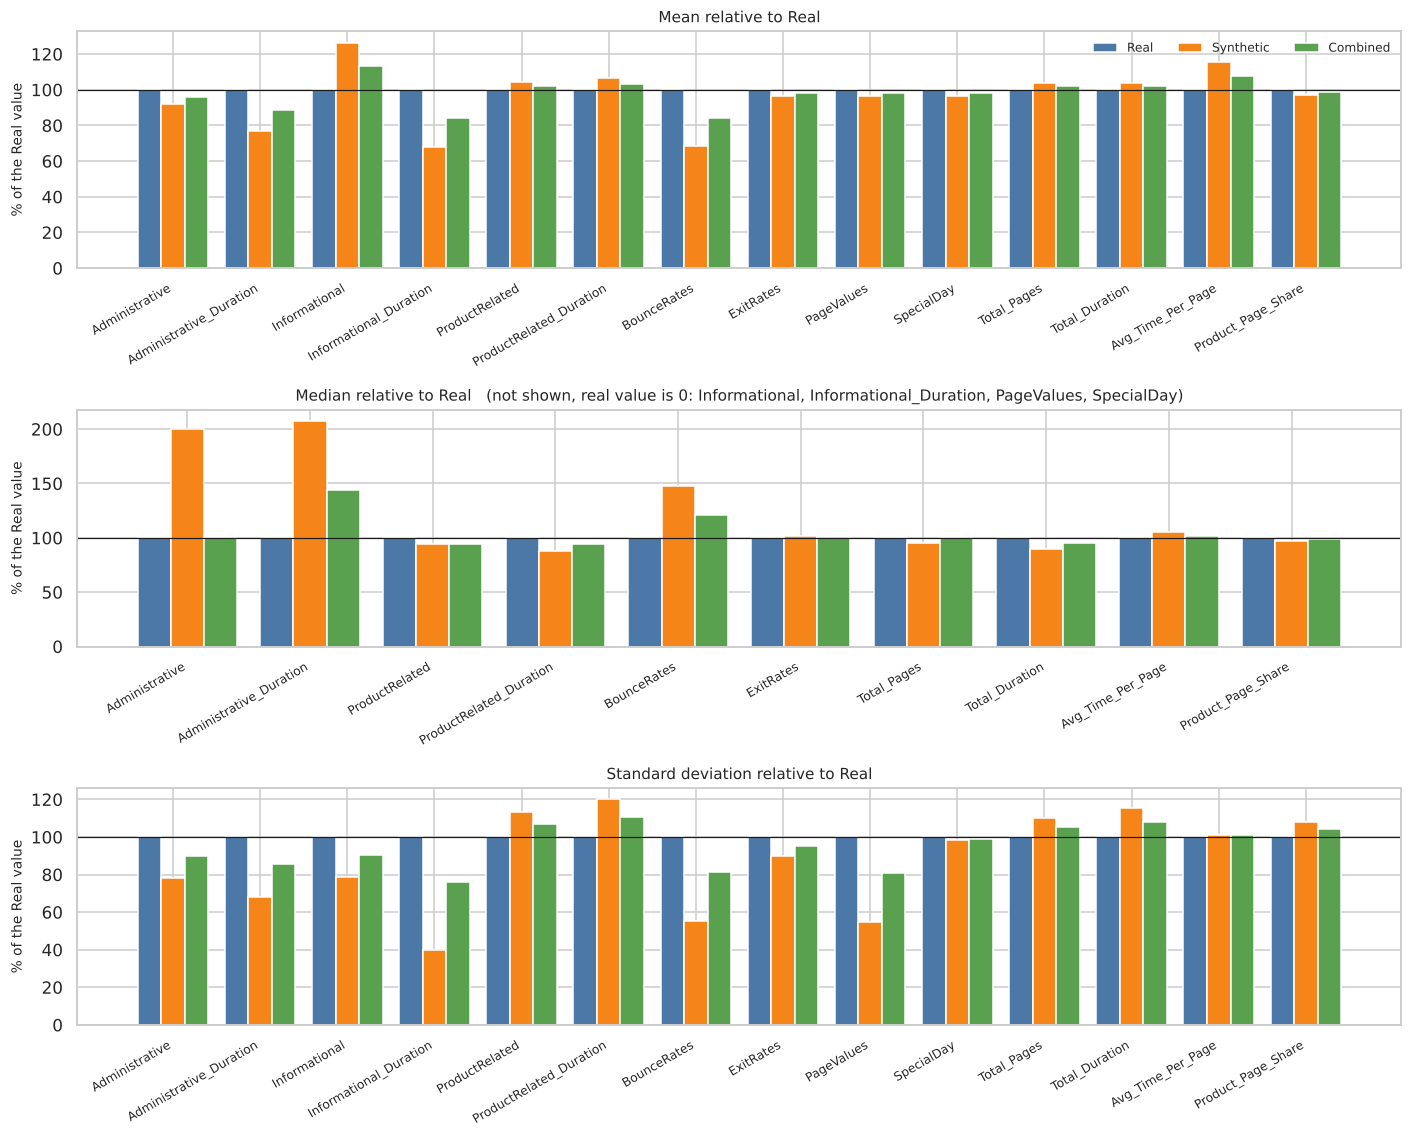 Mean relative to Real
% of the Real value
120
100
80
60
40
20
0
Real Synthetic Combined
Administrative
Administrative_Duration
Informational
Informational_Duration
ProductRelated
ProductRelated_Duration
BounceRates
ExitRates
PageValues
SpecialDay
Total_Pages
Total_Duration
Avg_Time_Per_Page
Product_Page_Share
Median relative to Real (not shown, real value is 0: Informational, Informational_Duration, PageValues, SpecialDay)
% of the Real value
200
150
100
50
0
Administrative
Administrative_Duration
ProductRelated
ProductRelated_Duration
BounceRates
ExitRates
Total_Pages
Total_Duration
Avg_Time_Per_Page
Product_Page_Share
Standard deviation relative to Real
% of the Real value
120
100
80
60
40
20
0
Administrative
Administrative_Duration
Informational
Informational_Duration
ProductRelated
ProductRelated_Duration
BounceRates
ExitRates
PageValues
SpecialDay
Total_Pages
Total_Duration
Avg_Time_Per_Page
Product_Page_Share